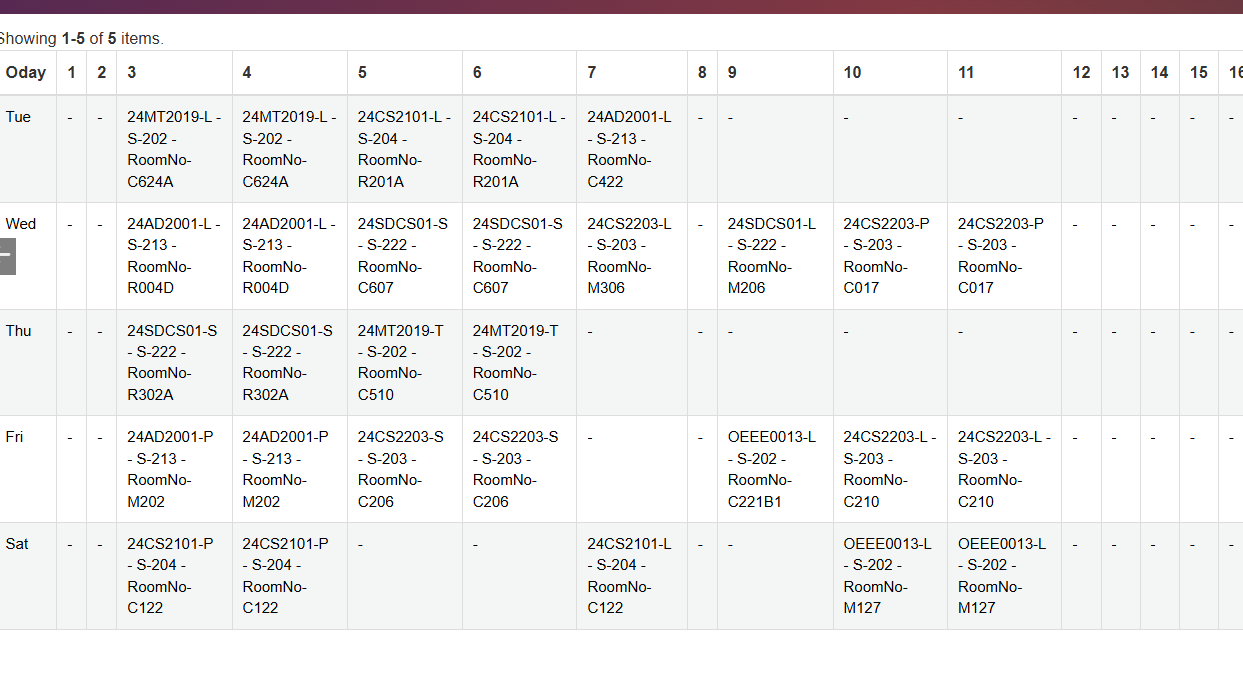 Showing 1-5 of 5 items.
Oday 1 2 3 4 5 6 7 8 9 10 11 12 13 14 15 16
Tue - - 24MT2019-L - 24MT2019-L - 24CS2101-L - 24CS2101-L - 24AD2001-L - - - - - - - - -
S-202 - S-202 - S-204 - S-204 - - S-213 -
RoomNo- RoomNo- RoomNo- RoomNo- RoomNo-
C624A C624A R201A R201A C422
Wed - - 24AD2001-L - 24AD2001-L - 24SDCS01-S 24SDCS01-S 24CS2203-L - 24SDCS01-L 24CS2203-P 24CS2203-P - - - - -
S-213 - S-213 - - S-222 - - S-222 - - S-203 - - S-222 - - S-203 - - S-203 -
RoomNo- RoomNo- RoomNo- RoomNo- RoomNo- RoomNo- RoomNo- RoomNo-
R004D R004D C607 C607 M306 M206 C017 C017
Thu - - 24SDCS01-S 24SDCS01-S 24MT2019-T 24MT2019-T - - - - - - - - - -
- S-222 - - S-222 - - S-202 - - S-202 -
RoomNo- RoomNo- RoomNo- RoomNo-
R302A R302A C510 C510
Fri - - 24AD2001-P 24AD2001-P 24CS2203-S 24CS2203-S - - OEEE0013-L 24CS2203-L - 24CS2203-L - - - - - -
- S-213 - - S-213 - - S-203 - - S-203 - - S-202 - S-203 - S-203 -
RoomNo- RoomNo- RoomNo- RoomNo- RoomNo- RoomNo- RoomNo-
M202 M202 C206 C206 C221B1 C210 C210
Sat - - 24CS2101-P 24CS2101-P - - 24CS2101-L - - OEEE0013-L OEEE0013-L - - - - -
- S-204 - - S-204 - - S-204 - - S-202 - - S-202 -
RoomNo- RoomNo- RoomNo- RoomNo- RoomNo-
C122 C122 C122 M127 M127